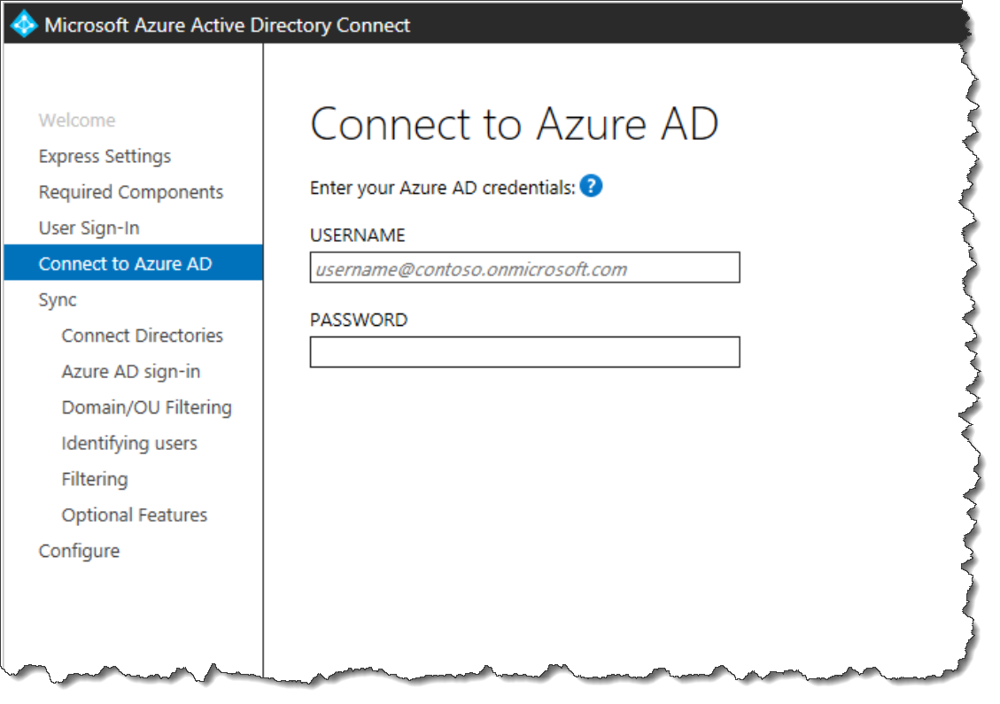 Microsoft Azure Active Directory Connect
Welcome
Express Settings
Required Components
User Sign-In
Connect to Azure AD
Sync
Connect Directories
Azure AD sign-in
Domain/OU Filtering
Identifying users
Filtering
Optional Features
Configure
Connect to Azure AD
Enter your Azure AD credentials: ?
USERNAME
username@contoso.onmicrosoft.com
PASSWORD